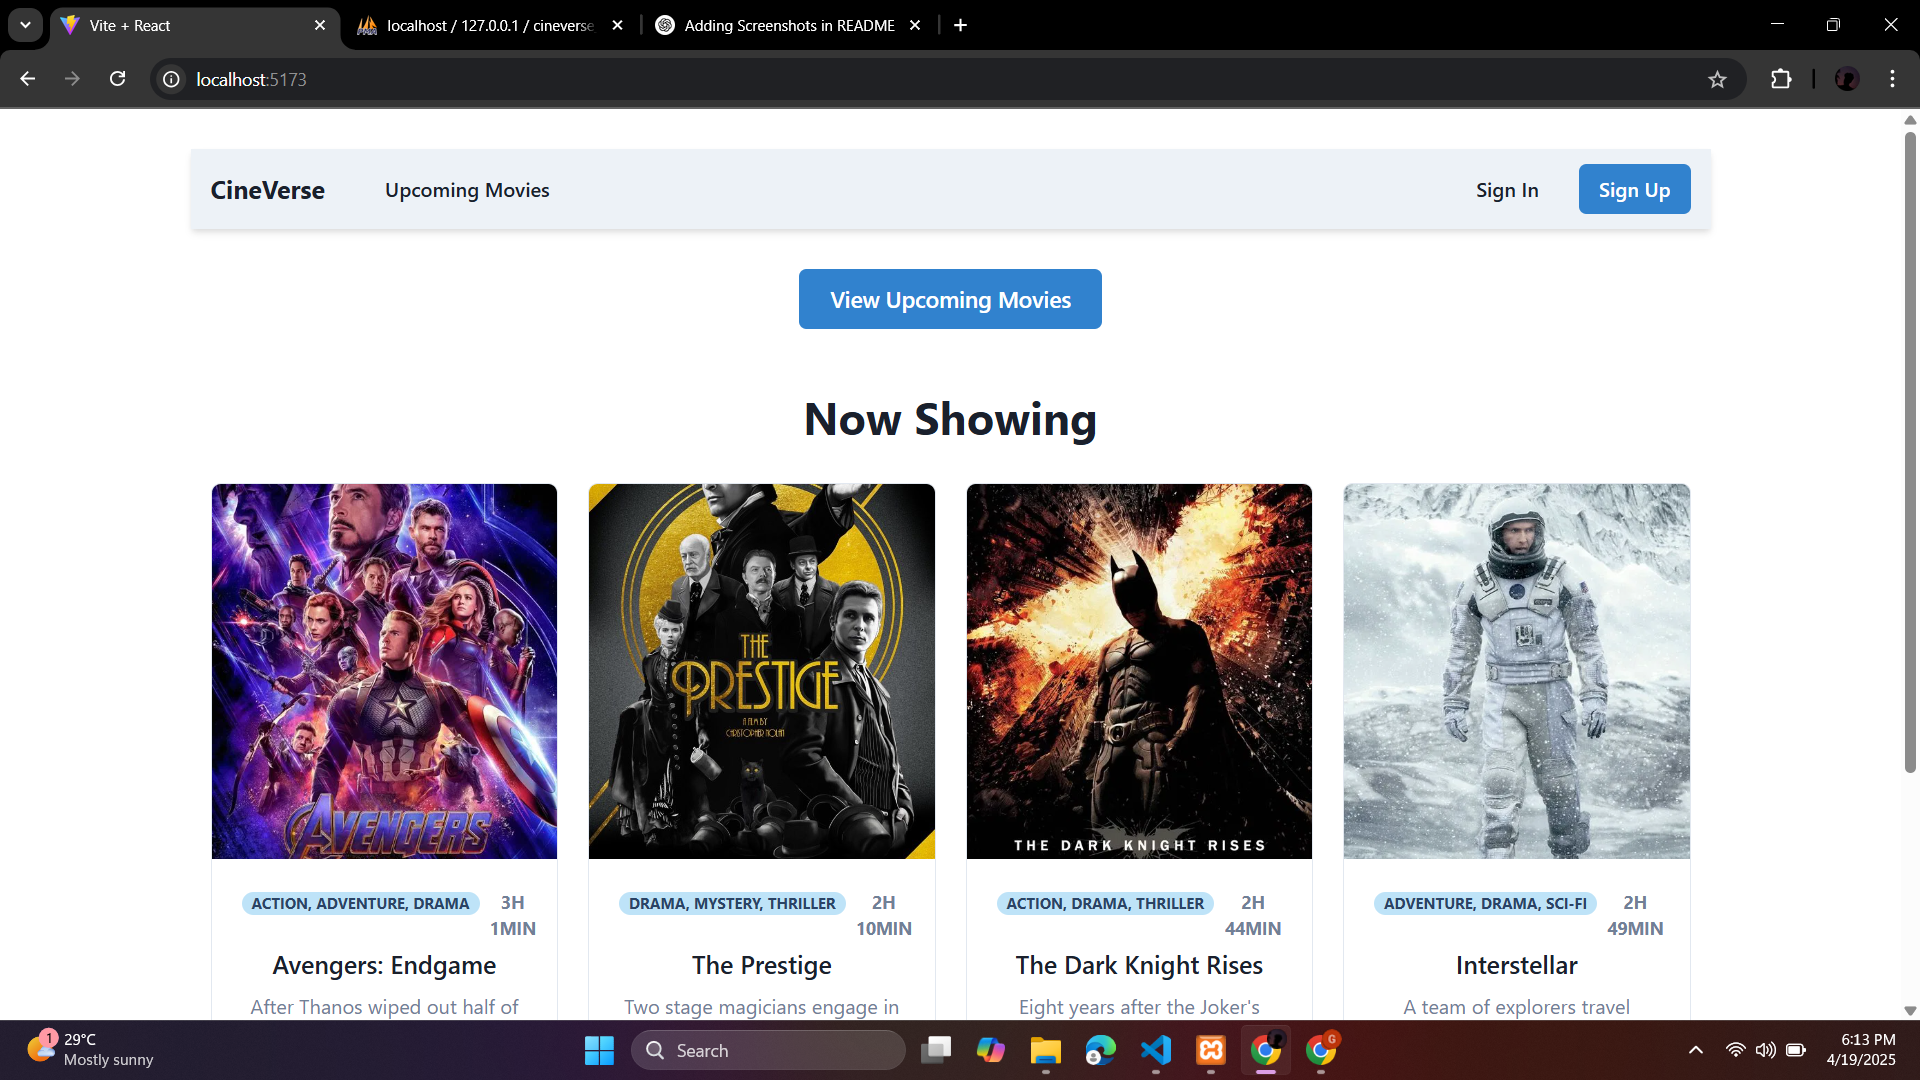 Vite + React
localhost / 127.0.0.1 / cineverse
Adding Screenshots in README
localhost:5173
CineVerse
Upcoming Movies
Sign In
Sign Up
View Upcoming Movies
Now Showing
AVENGERS
THE
PRESTIGE
A FILM BY
CHRISTOPHER NOLAN
THE DARK KNIGHT RISES
ACTION, ADVENTURE, DRAMA
3H
1MIN
Avengers: Endgame
After Thanos wiped out half of
DRAMA, MYSTERY, THRILLER
2H
10MIN
The Prestige
Two stage magicians engage in
ACTION, DRAMA, THRILLER
2H
44MIN
The Dark Knight Rises
Eight years after the Joker's
ADVENTURE, DRAMA, SCI-FI
2H
49MIN
Interstellar
A team of explorers travel
1
29°C
Mostly sunny
Search
G
6:13 PM
4/19/2025